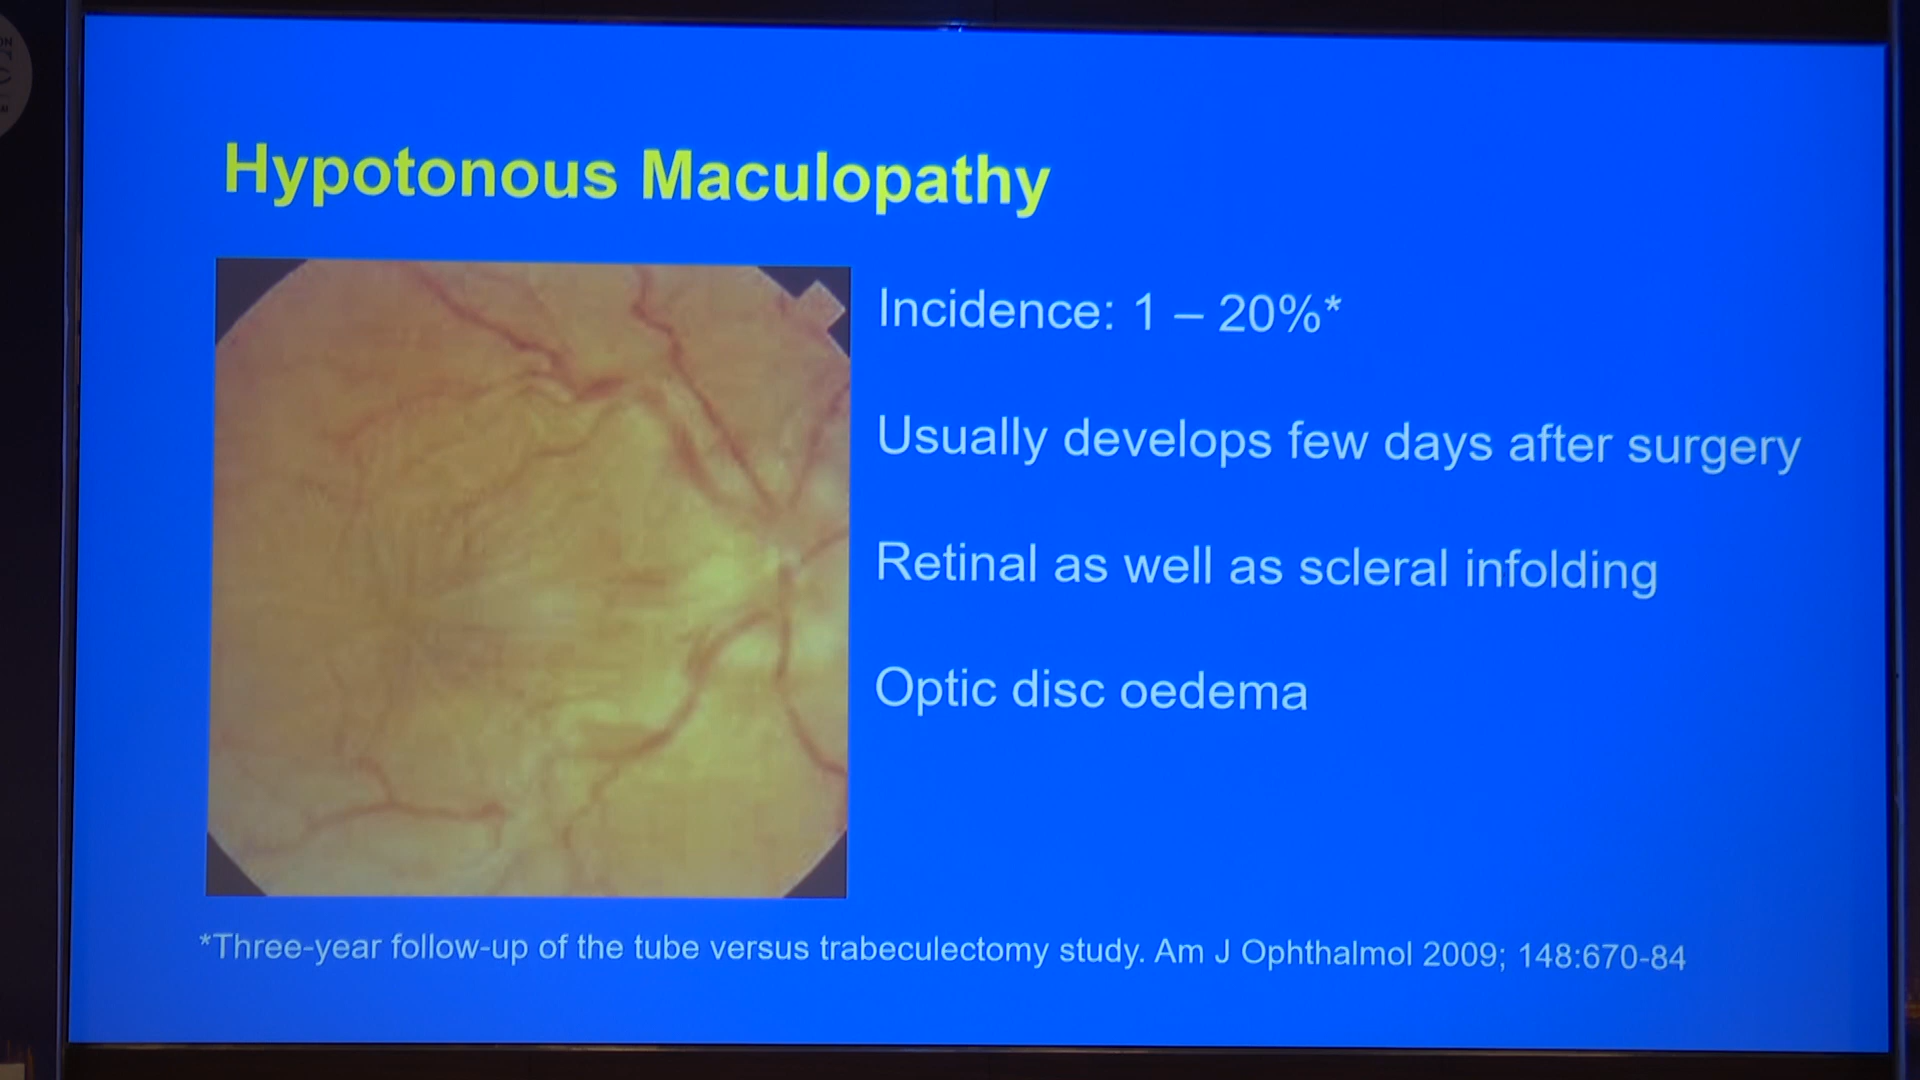 Hypotonous Maculopathy
Incidence: 1 – 20%*
Usually develops few days after surgery
Retinal as well as scleral infolding
Optic disc oedema
*Three-year follow-up of the tube versus trabeculectomy study. Am J Ophthalmol 2009; 148:670-84